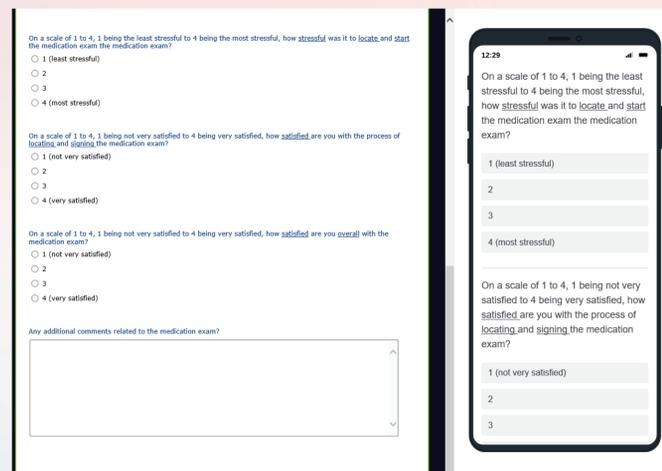 On a scale of 1 to 4, 1 being the least stressful to 4 being the most stressful, how stressful was it to locate and start
the medication exam the medication exam?
1 (least stressful)
2
3
4 (most stressful)
On a scale of 1 to 4, 1 being not very satisfied to 4 being very satisfied, how satisfied are you with the process of
locating and signing the medication exam?
1 (not very satisfied)
2
3
4 (very satisfied)
On a scale of 1 to 4, 1 being not very satisfied to 4 being very satisfied, how satisfied are you overall with the
medication exam?
1 (not very satisfied)
2
3
4 (very satisfied)
Any additional comments related to the medication exam?
12:29
On a scale of 1 to 4, 1 being the least
stressful to 4 being the most stressful,
how stressful was it to locate and start
the medication exam the medication
exam?
1 (least stressful)
2
3
4 (most stressful)
On a scale of 1 to 4, 1 being not very
satisfied to 4 being very satisfied, how
satisfied are you with the process of
locating and signing the medication
exam?
1 (not very satisfied)
2
3